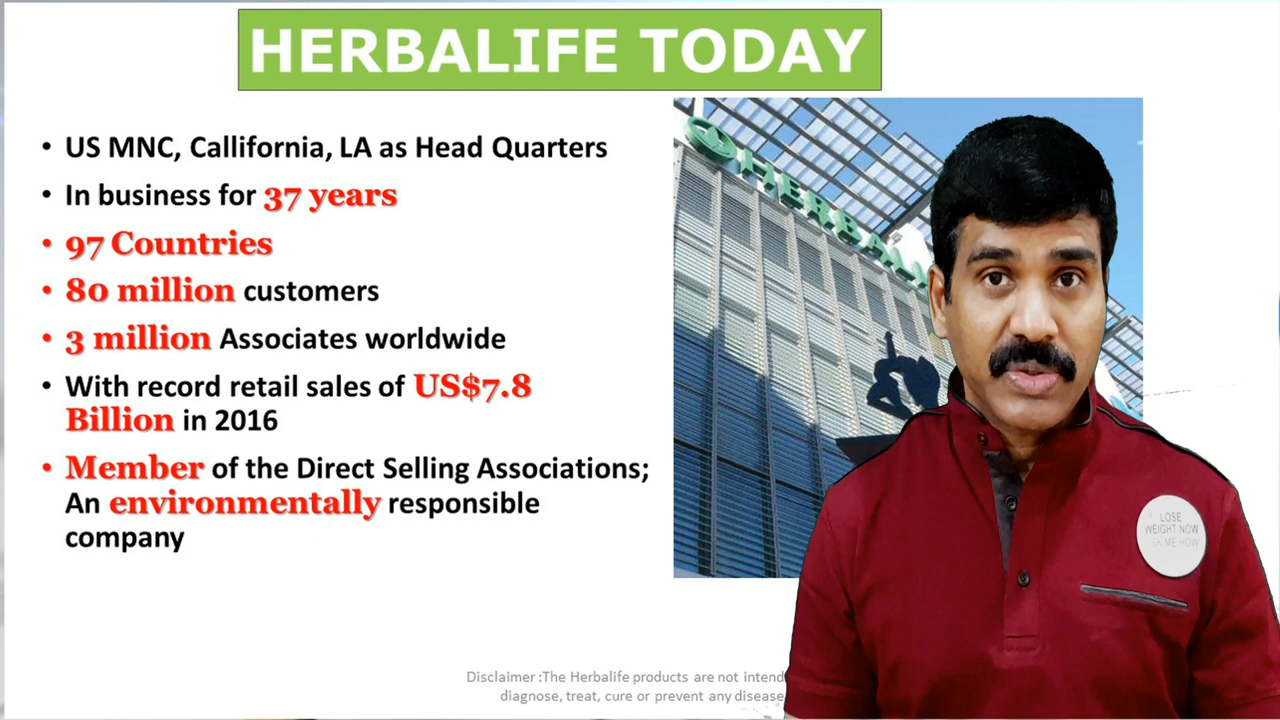 HERBALIFE TODAY
• US MNC, Callifornia, LA as Head Quarters
• In business for 37 years
• 97 Countries
• 80 million customers
• 3 million Associates worldwide
• With record retail sales of US$7.8
Billion in 2016
• Member of the Direct Selling Associations;
An environmentally responsible
company
HERBALI
LOSE
WEIGHT NOW
ME HOW
Disclaimer :The Herbalife products are not intend
diagnose, treat, cure or prevent any disease